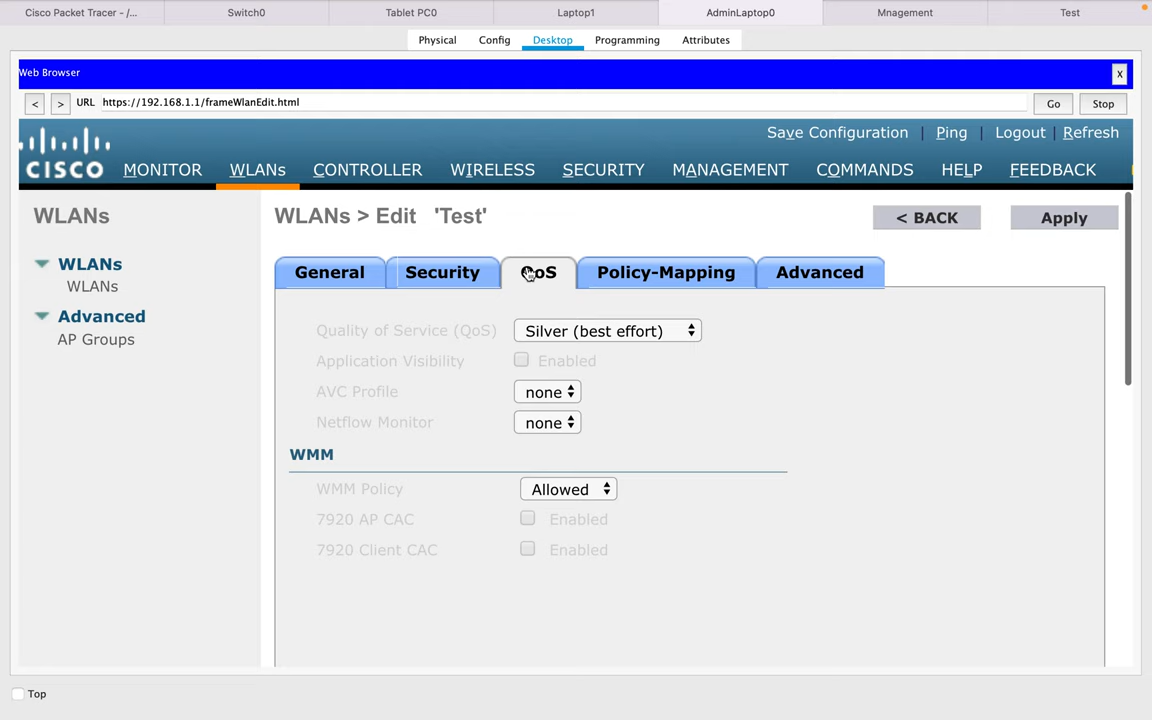 Cisco Packet Tracer - /... Switch0 Tablet PC0 Laptop1 AdminLaptop0 Mnagement Test
Physical Config Desktop Programming Attributes
Web Browser X
< > URL https://192.168.1.1/frameWlanEdit.html Go Stop
Save Configuration | Ping | Logout | Refresh
CISCO MONITOR WLANs CONTROLLER WIRELESS SECURITY MANAGEMENT COMMANDS HELP FEEDBACK
WLANs
WLANs
WLANs
Advanced
AP Groups
WLANs > Edit 'Test' < BACK Apply
General Security QoS Policy-Mapping Advanced
Quality of Service (QoS) Silver (best effort)
Application Visibility Enabled
AVC Profile none
Netflow Monitor none
WMM
WMM Policy Allowed
7920 AP CAC Enabled
7920 Client CAC Enabled
Top